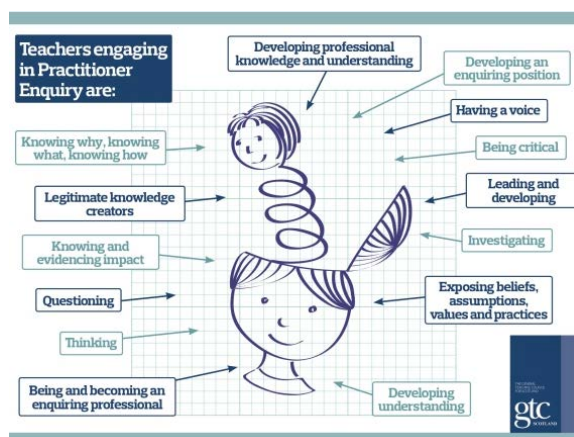 Teachers engaging
in Practitioner
Enquiry are:
Developing professional
knowledge and understanding
Developing an
enquiring position
Having a voice
Knowing why, knowing
what, knowing how
Being critical
Legitimate knowledge
creators
Leading and
developing
Knowing and
evidencing impact
Investigating
Questioning
Exposing beliefs,
assumptions,
values and practices
Thinking
Being and becoming an
enquiring professional
Developing
understanding
gtc
SCOTLAND